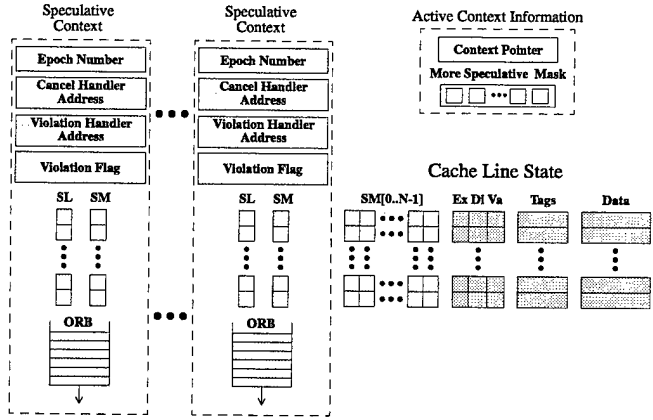 Speculative
Context
Epoch Number
Cancel Handler
Address
Violation Handler
Address
Violation Flag
SL SM
ORB
Speculative
Context
Epoch Number
Cancel Handler
Address
Violation Handler
Address
Violation Flag
SL SM
ORB
Active Context Information
Context Pointer
More Speculative Mask
Cache Line State
SM[0..N-1] Ex Di Va Tags Data